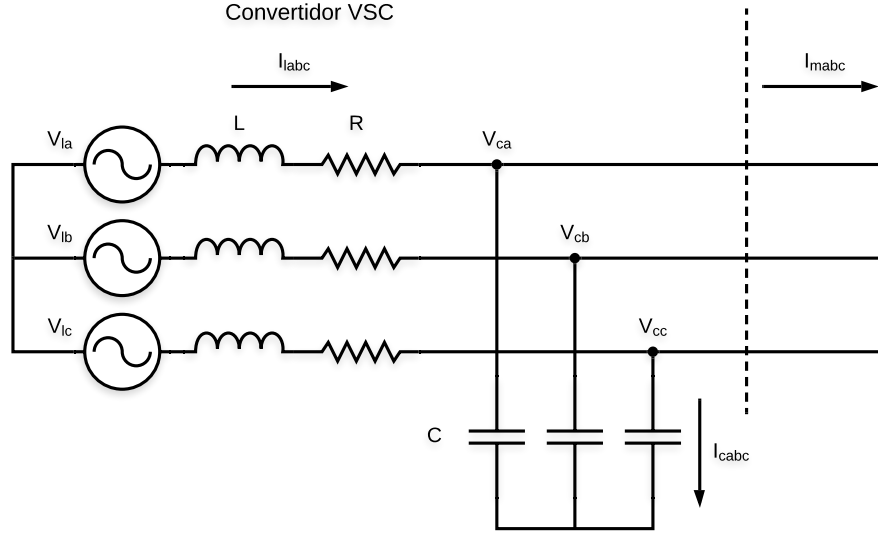 Convertidor VSC
Ilabc
Imabc
L
R
Vla
Vca
Vlb
Vcb
Vlc
Vcc
C
Icabc